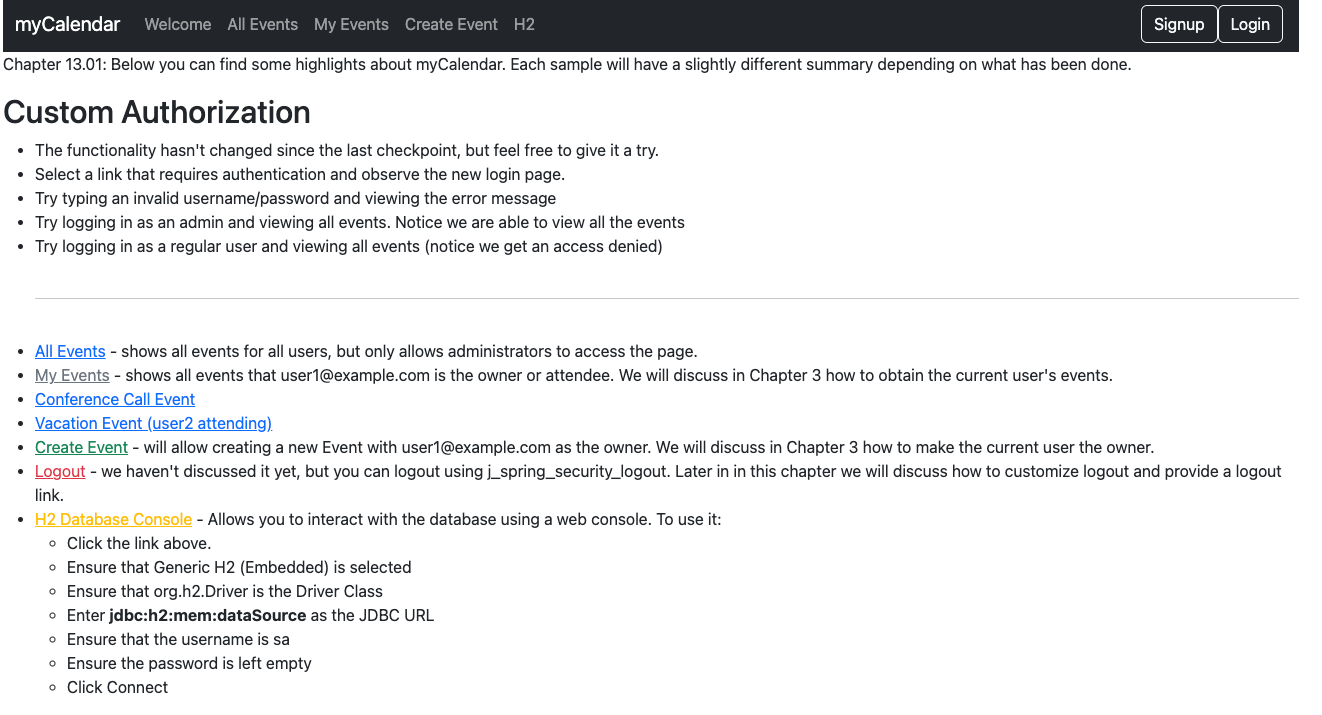 myCalendar Welcome All Events My Events Create Event H2 Signup Login
Chapter 13.01: Below you can find some highlights about myCalendar. Each sample will have a slightly different summary depending on what has been done.
Custom Authorization
• The functionality hasn't changed since the last checkpoint, but feel free to give it a try.
• Select a link that requires authentication and observe the new login page.
• Try typing an invalid username/password and viewing the error message
• Try logging in as an admin and viewing all events. Notice we are able to view all the events
• Try logging in as a regular user and viewing all events (notice we get an access denied)
• All Events - shows all events for all users, but only allows administrators to access the page.
• My Events - shows all events that user1@example.com is the owner or attendee. We will discuss in Chapter 3 how to obtain the current user's events.
• Conference Call Event
• Vacation Event (user2 attending)
• Create Event - will allow creating a new Event with user1@example.com as the owner. We will discuss in Chapter 3 how to make the current user the owner.
• Logout - we haven't discussed it yet, but you can logout using j_spring_security_logout. Later in in this chapter we will discuss how to customize logout and provide a logout
link.
• H2 Database Console - Allows you to interact with the database using a web console. To use it:
◦ Click the link above.
◦ Ensure that Generic H2 (Embedded) is selected
◦ Ensure that org.h2.Driver is the Driver Class
◦ Enter jdbc:h2:mem:dataSource as the JDBC URL
◦ Ensure that the username is sa
◦ Ensure the password is left empty
◦ Click Connect